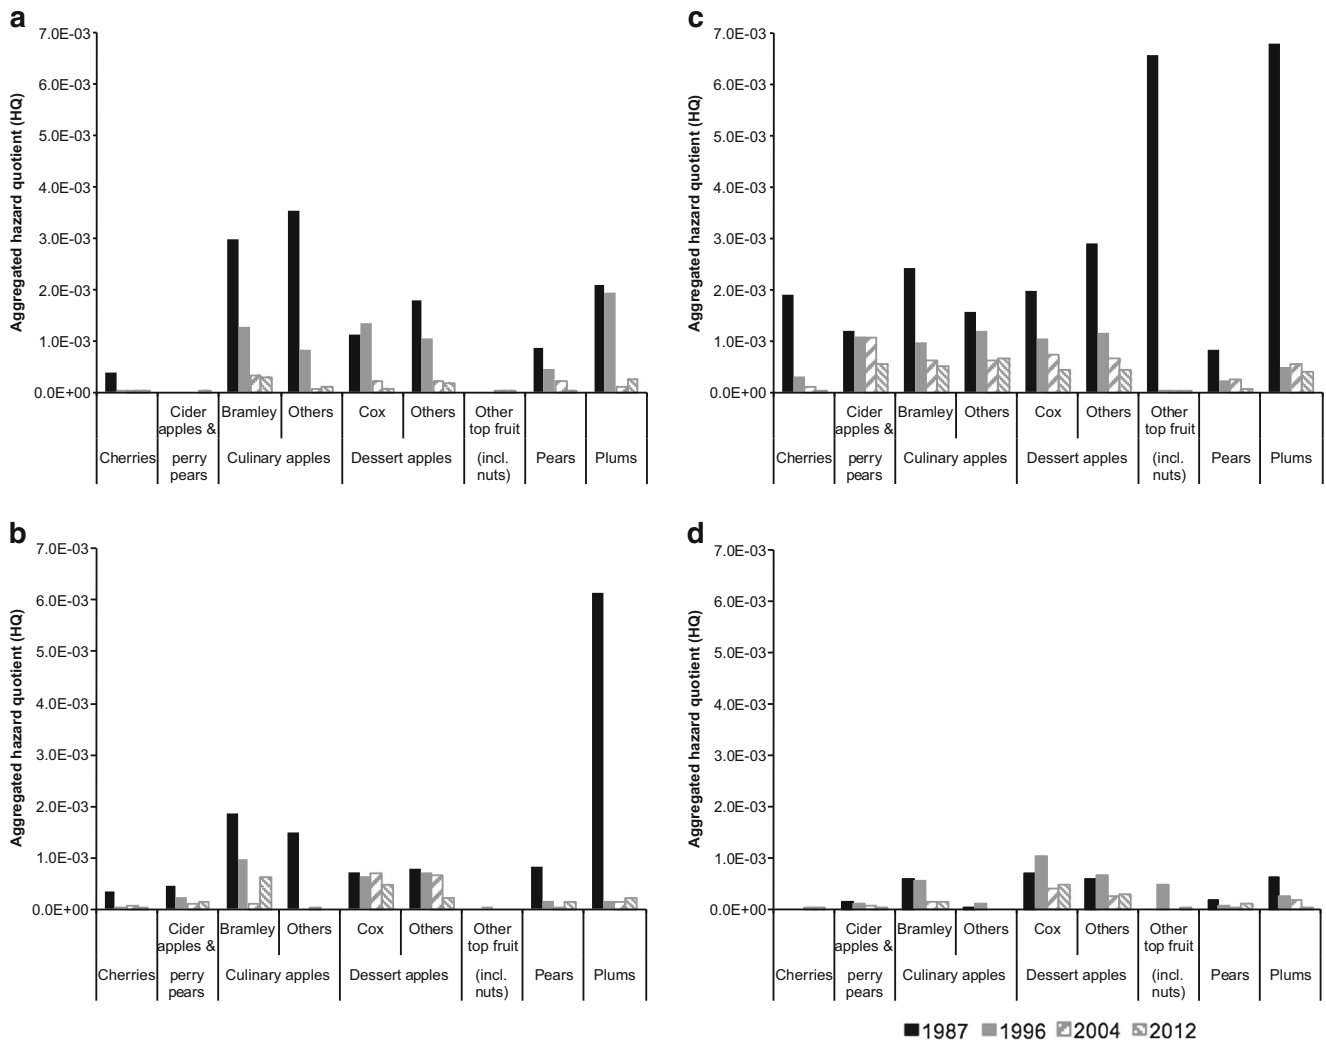 a
Aggregated hazard quotient (HQ)
7.0E-03
6.0E-03
5.0E-03
4.0E-03
3.0E-03
2.0E-03
1.0E-03
0.0E+00
Cider Bramley Others Cox Others Other
apples & top fruit
Cherries perry Culinary apples Dessert apples (incl. Pears Plums
pears nuts)
c
Aggregated hazard quotient (HQ)
7.0E-03
6.0E-03
5.0E-03
4.0E-03
3.0E-03
2.0E-03
1.0E-03
0.0E+00
Cider Bramley Others Cox Others Other
apples & top fruit
Cherries perry Culinary apples Dessert apples (incl. Pears Plums
pears nuts)
b
Aggregated hazard quotient (HQ)
7.0E-03
6.0E-03
5.0E-03
4.0E-03
3.0E-03
2.0E-03
1.0E-03
0.0E+00
Cider Bramley Others Cox Others Other
apples & top fruit
Cherries perry Culinary apples Dessert apples (incl. Pears Plums
pears nuts)
d
Aggregated hazard quotient (HQ)
7.0E-03
6.0E-03
5.0E-03
4.0E-03
3.0E-03
2.0E-03
1.0E-03
0.0E+00
Cider Bramley Others Cox Others Other
apples & top fruit
Cherries perry Culinary apples Dessert apples (incl. Pears Plums
pears nuts)
1987 1996 2004 2012